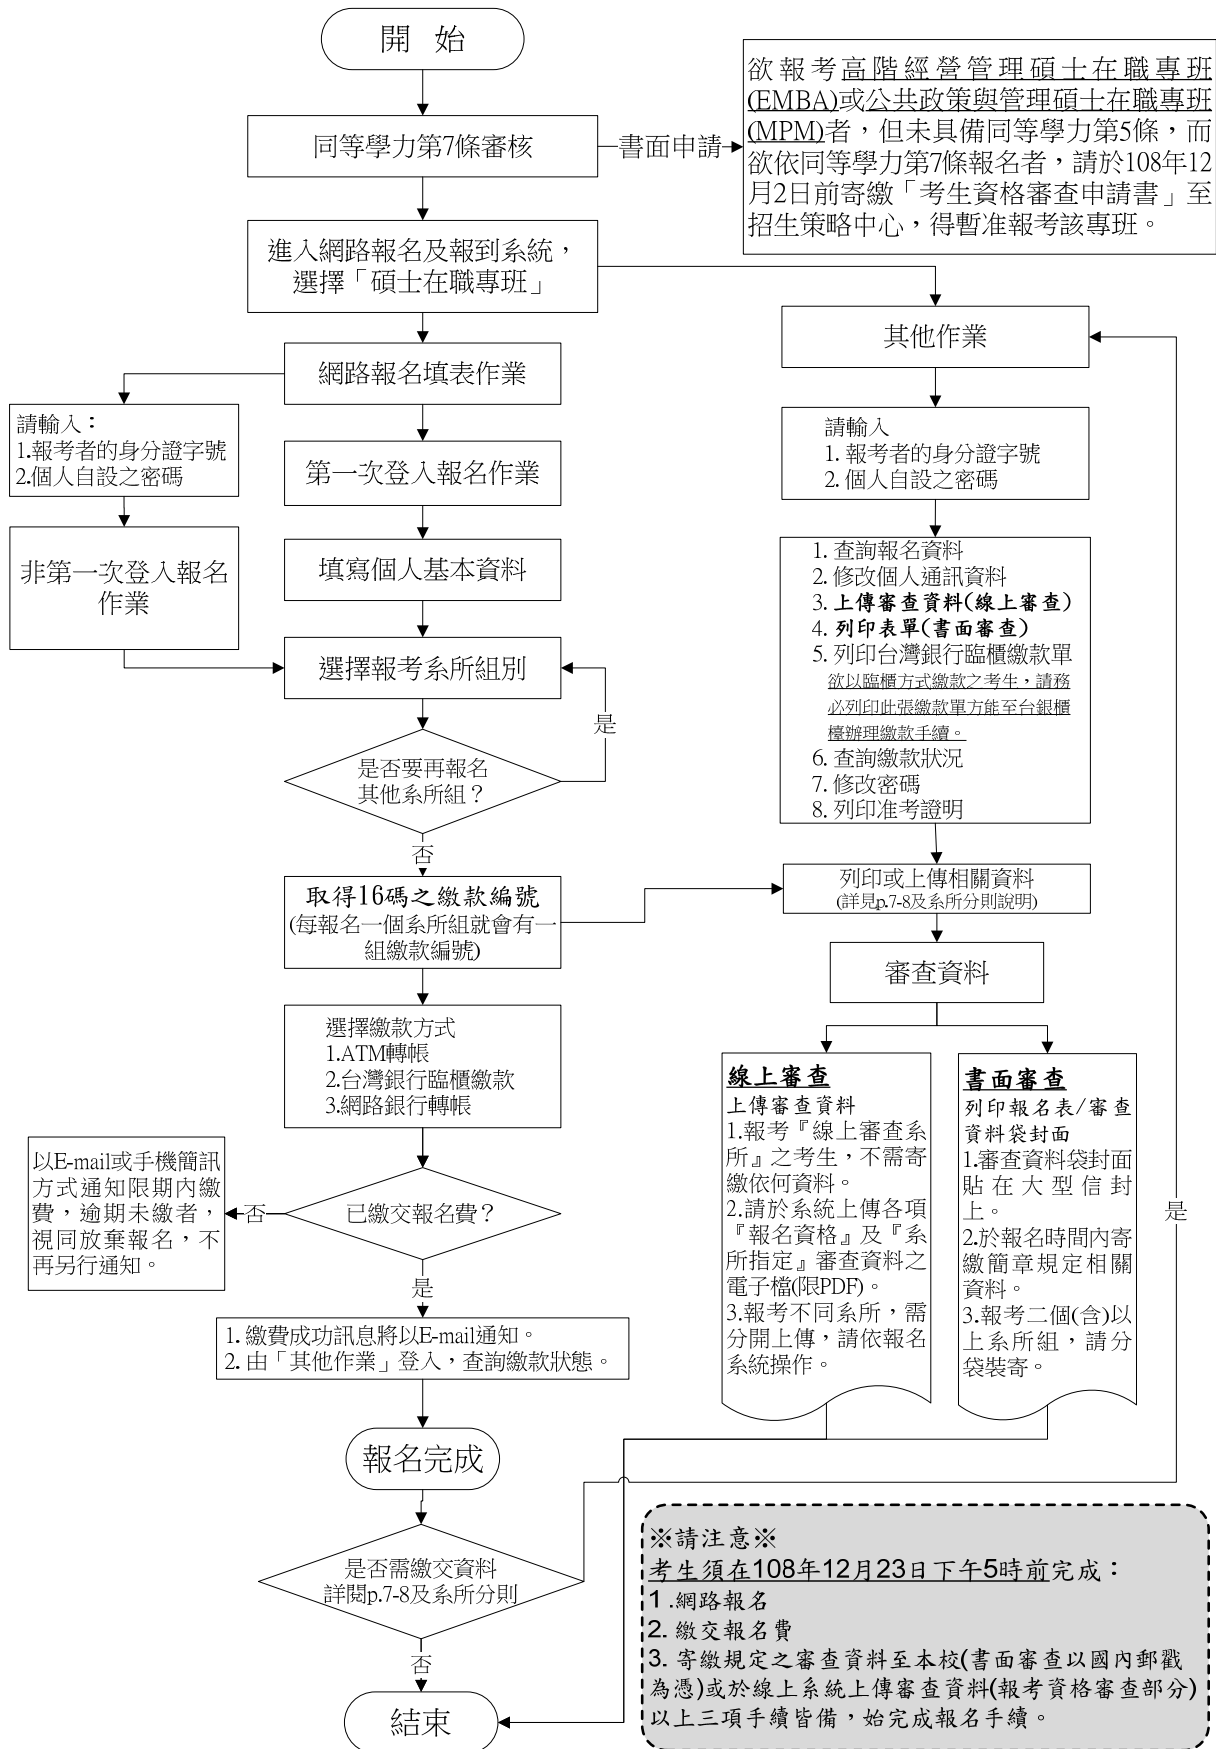 開 始
同等學力第7條審核
書面申請
欲報考高階經營管理碩士在職專班
(EMBA)或公共政策與管理碩士在職專班
(MPM)者，但未具備同等學力第5條，而
欲依同等學力第7條報名者，請於108年12
月2日前寄繳「考生資格審查申請書」至
招生策略中心，得暫准報考該專班。
進入網路報名及報到系統，
選擇「碩士在職專班」
網路報名填表作業
請輸入：
1.報考者的身分證字號
2.個人自設之密碼
非第一次登入報名
作業
第一次登入報名作業
填寫個人基本資料
選擇報考系所組別
是
是否要再報名
其他系所組？
否
取得16碼之繳款編號
(每報名一個系所組就會有一
組繳款編號)
選擇繳款方式
1.ATM轉帳
2.台灣銀行臨櫃繳款
3.網路銀行轉帳
已繳交報名費？
否
以E-mail或手機簡訊
方式通知限期內繳
費，逾期未繳者，
視同放棄報名，不
再另行通知。
是
1. 繳費成功訊息將以E-mail通知。
2. 由「其他作業」登入，查詢繳款狀態。
報名完成
是否需繳交資料
詳閱p.7-8及系所分則
否
結束
其他作業
請輸入
1. 報考者的身分證字號
2. 個人自設之密碼
1. 查詢報名資料
2. 修改個人通訊資料
3. 上傳審查資料(線上審查)
4. 列印表單(書面審查)
5. 列印台灣銀行臨櫃繳款單
欲以臨櫃方式繳款之考生，請務
必列印此張繳款單方能至台銀櫃
檯辦理繳款手續。
6. 查詢繳款狀況
7. 修改密碼
8. 列印准考證明
列印或上傳相關資料
(詳見p.7-8及系所分則說明)
審查資料
線上審查
上傳審查資料
1.報考『線上審查系
所』之考生，不需寄
繳依何資料。
2.請於系統上傳各項
『報名資格』及『系
所指定』審查資料之
電子檔(限PDF)。
3.報考不同系所，需
分開上傳，請依報名
系統操作。
書面審查
列印報名表/審查
資料袋封面
1.審查資料袋封面
貼在大型信封
上。
2.於報名時間內寄
繳簡章規定相關
資料。
3.報考二個(含)以
上系所組，請分
袋裝寄。
是
※請注意※
考生須在108年12月23日下午5時前完成：
1 .網路報名
2. 繳交報名費
3. 寄繳規定之審查資料至本校(書面審查以國內郵戳
為憑)或於線上系統上傳審查資料(報考資格審查部分)
以上三項手續皆備，始完成報名手續。